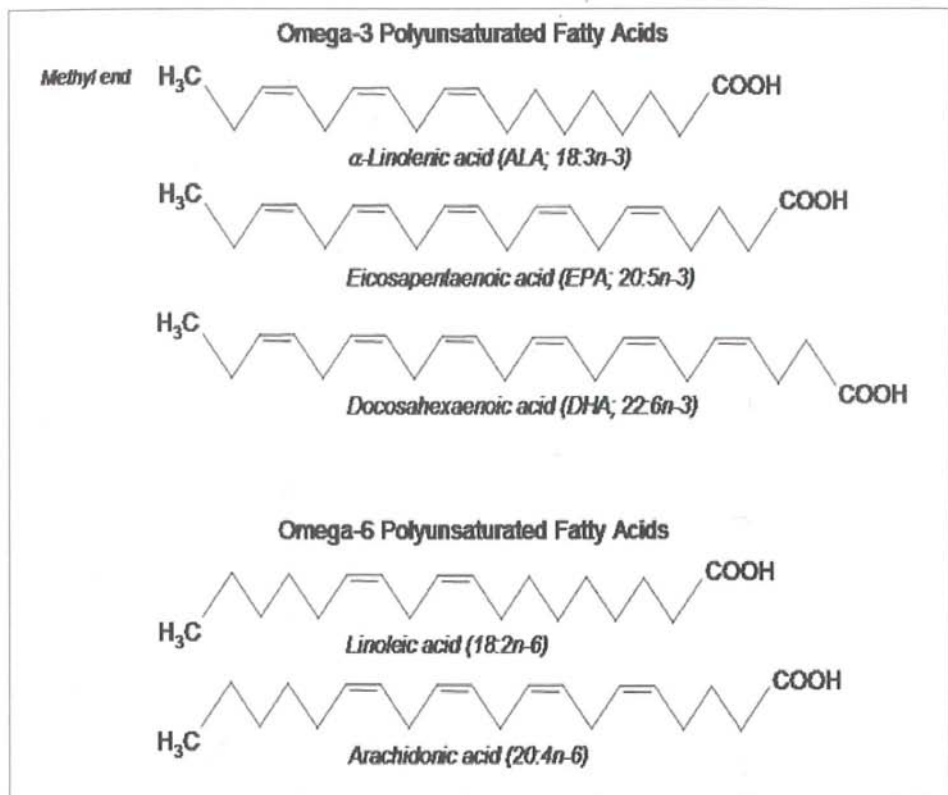 Omega-3 Polyunsaturated Fatty Acids
Methyl end H₃C COOH
α-Linolenic acid (ALA; 18:3n-3)
H₃C COOH
Eicosapentaenoic acid (EPA; 20:5n-3)
H₃C
COOH
Docosahexaenoic acid (DHA; 22:6n-3)
Omega-6 Polyunsaturated Fatty Acids
COOH
H₃C
Linoleic acid (18:2n-6)
COOH
H₃C
Arachidonic acid (20:4n-6)